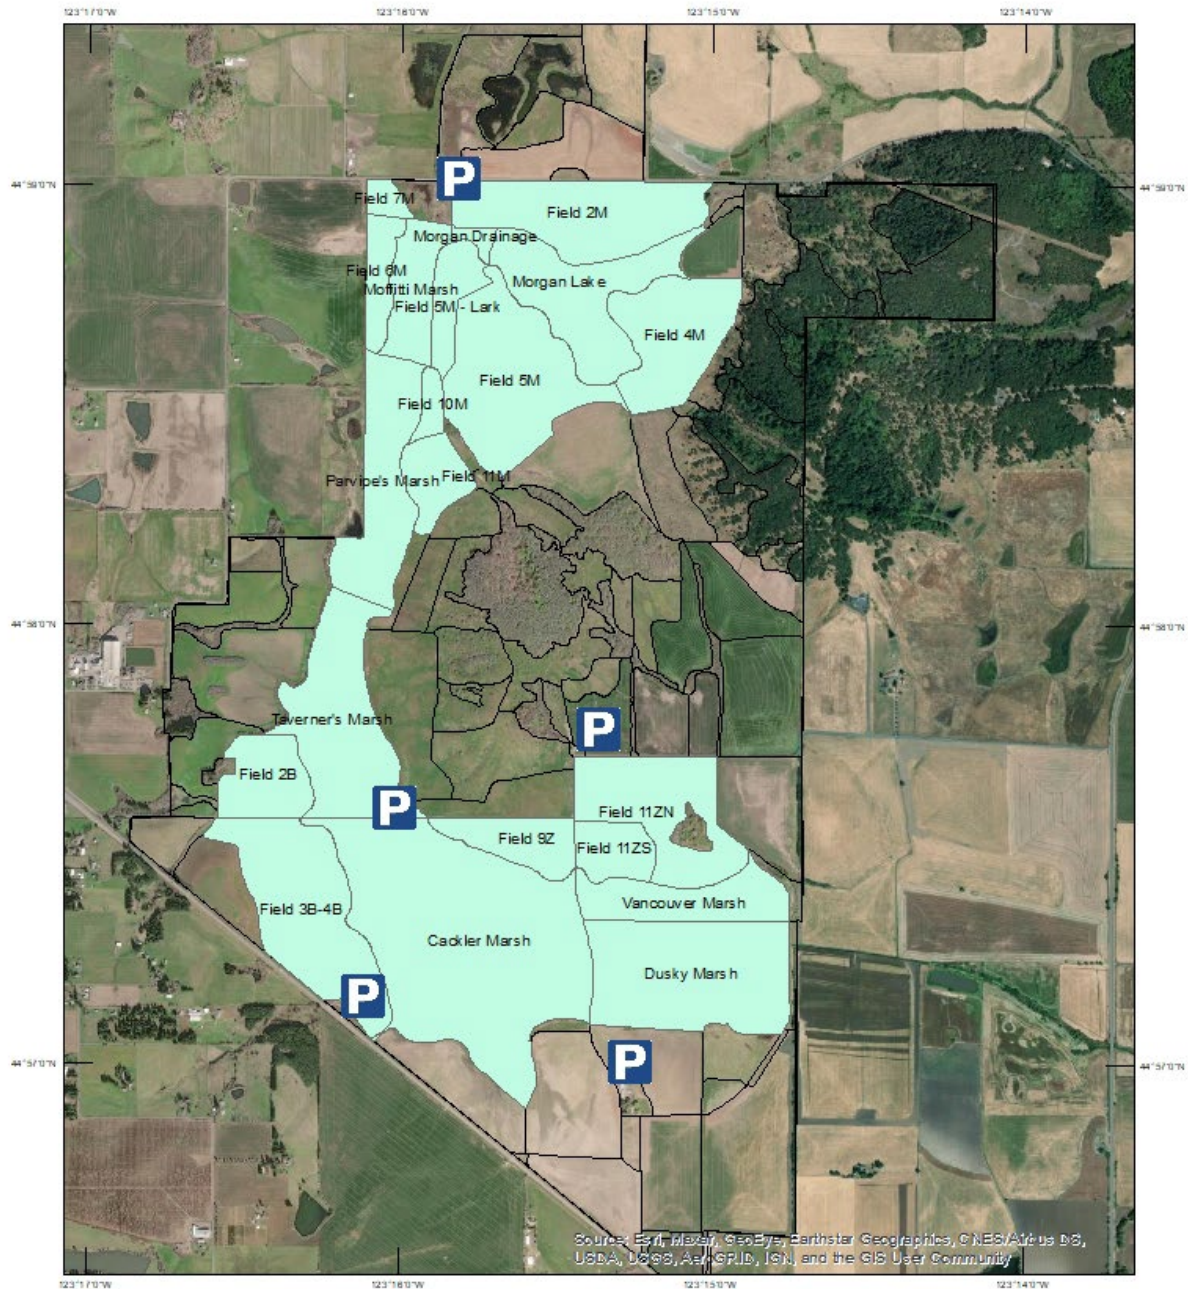 123°17'0"W 123°16'0"W 123°15'0"W 123°14'0"W
44°59'0"N 44°59'0"N
P
Field 7M
Field 2M
Morgan Drainage
Field 6M
Moffitti Marsh
Morgan Lake
Field 5M - Lark
Field 4M
Field 5M
Field 10M
Parvipe's Marsh
Field 11M
44°58'0"N 44°58'0"N
Taverner's Marsh
P
Field 2B
P
Field 11ZN
Field 9Z
Field 11ZS
Field 3B-4B
Vancouver Marsh
Cackler Marsh
Dusky Marsh
P
P
44°57'0"N 44°57'0"N
Source: Esri, Maxar, GeoEye, Earthstar Geographics, CNES/Airbus DS,
USDA, USGS, AeroGRID, IGN, and the GIS User Community
123°17'0"W 123°16'0"W 123°15'0"W 123°14'0"W